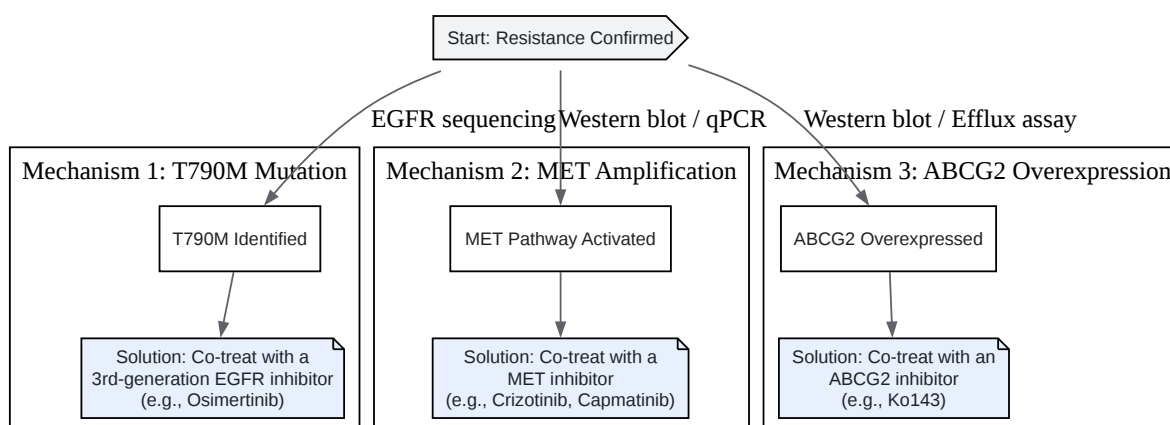 Start: Resistance Confirmed
EGFR sequencing
Western blot / qPCR
Western blot / Efflux assay
Mechanism 1: T790M Mutation
T790M Identified
Solution: Co-treat with a
3rd-generation EGFR inhibitor
(e.g., Osimertinib)
Mechanism 2: MET Amplification
MET Pathway Activated
Solution: Co-treat with a
MET inhibitor
(e.g., Crizotinib, Capmatinib)
Mechanism 3: ABCG2 Overexpression
ABCG2 Overexpressed
Solution: Co-treat with an
ABCG2 inhibitor
(e.g., Ko143)